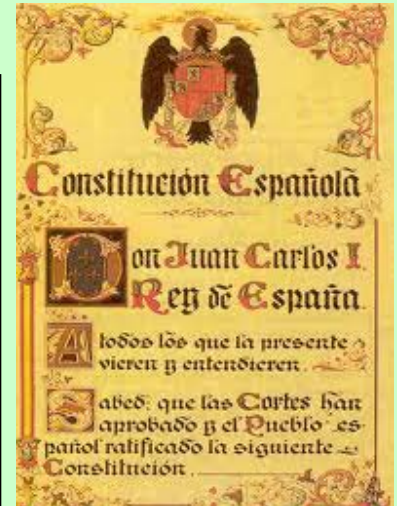 Constitución Española
Don Juan Carlos I.
Rey de España.
A todos los que la presente
vieren y entendieren.
Sabed: que las Cortes han
aprobado y el Pueblo es-
pañol ratificado la siguiente
Constitución.